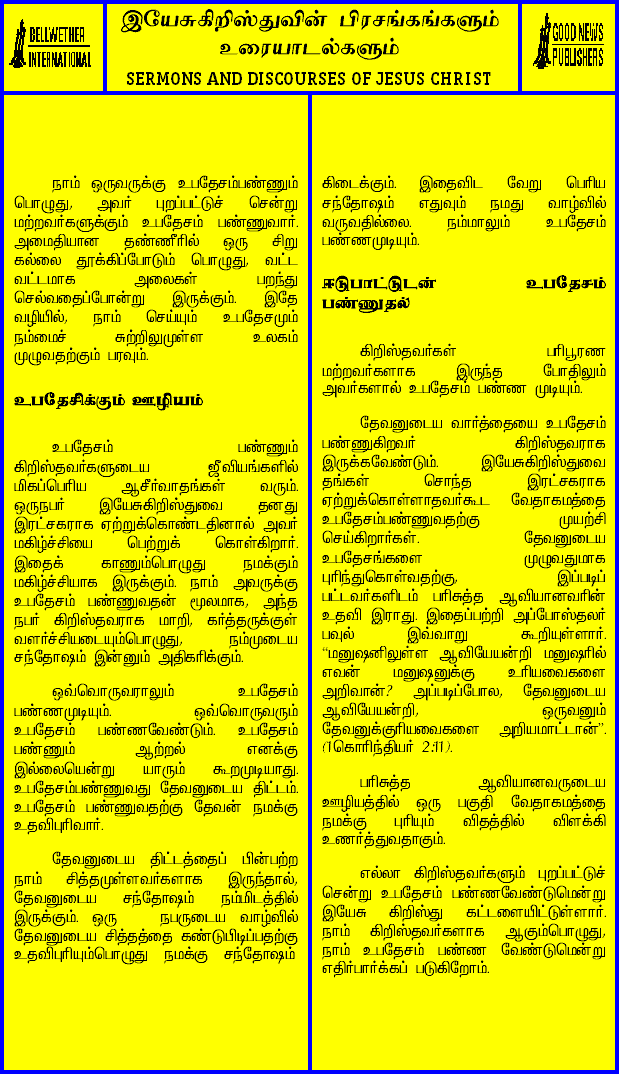 BELLWETHER
INTERNATIONAL
இயேசுகிறிஸ்துவின் பிரசங்கங்களும்
உரையாடல்களும்
SERMONS AND DISCOURSES OF JESUS CHRIST
GOOD NEWS
PUBLISHERS
நாம் ஒருவருக்கு உபதேசம்பண்ணும்
பொழுது, அவர் புறப்பட்டுச் சென்று
மற்றவர்களுக்கும் உபதேசம் பண்ணுவார்.
அமைதியான தண்ணீரில் ஒரு சிறு
கல்லை தூக்கிப்போடும் பொழுது, வட்ட
வட்டமாக அலைகள் பறந்து
செல்வதைப்போன்று இருக்கும். இதே
வழியில், நாம் செய்யும் உபதேசமும்
நம்மைச் சுற்றிலுமுள்ள உலகம்
முழுவதற்கும் பரவும்.
உபதேசிக்கும் ஊழியம்
உபதேசம் பண்ணும்
கிறிஸ்தவர்களுடைய ஜீவியங்களில்
மிகப்பெரிய ஆசீர்வாதங்கள் வரும்.
ஒருநபர் இயேசுகிறிஸ்துவை தனது
இரட்சகராக ஏற்றுக்கொண்டதினால் அவர்
மகிழ்ச்சியை பெற்றுக் கொள்கிறார்.
இதைக் காணும்பொழுது நமக்கும்
மகிழ்ச்சியாக இருக்கும். நாம் அவருக்கு
உபதேசம் பண்ணுவதன் மூலமாக, அந்த
நபர் கிறிஸ்தவராக மாறி, கர்த்தருக்குள்
வளர்ச்சியடையும்பொழுது, நம்முடைய
சந்தோஷம் இன்னும் அதிகரிக்கும்.
ஒவ்வொருவராலும் உபதேசம்
பண்ணமுடியும். ஒவ்வொருவரும்
உபதேசம் பண்ணவேண்டும். உபதேசம்
பண்ணும் ஆற்றல் எனக்கு
இல்லையென்று யாரும் கூறமுடியாது.
உபதேசம்பண்ணுவது தேவனுடைய திட்டம்.
உபதேசம் பண்ணுவதற்கு தேவன் நமக்கு
உதவிபுரிவார்.
தேவனுடைய திட்டத்தைப் பின்பற்ற
நாம் சித்தமுள்ளவர்களாக இருந்தால்,
தேவனுடைய சந்தோஷம் நம்மிடத்தில்
இருக்கும். ஒரு நபருடைய வாழ்வில்
தேவனுடைய சித்தத்தை கண்டுபிடிப்பதற்கு
உதவிபுரியும்பொழுது நமக்கு சந்தோஷம்
கிடைக்கும். இதைவிட வேறு பெரிய
சந்தோஷம் எதுவும் நமது வாழ்வில்
வருவதில்லை. நம்மாலும் உபதேசம்
பண்ணமுடியும்.
ஈடுபாட்டுடன் உபதேசம்
பண்ணுதல்
கிறிஸ்தவர்கள் பரிபூரண
மற்றவர்களாக இருந்த போதிலும்
அவர்களால் உபதேசம் பண்ண முடியும்.
தேவனுடைய வார்த்தையை உபதேசம்
பண்ணுகிறவர் கிறிஸ்தவராக
இருக்கவேண்டும். இயேசுகிறிஸ்துவை
தங்கள் சொந்த இரட்சகராக
ஏற்றுக்கொள்ளாதவர்கூட வேதாகமத்தை
உபதேசம்பண்ணுவதற்கு முயற்சி
செய்கிறார்கள். தேவனுடைய
உபதேசங்களை முழுவதுமாக
புரிந்துகொள்வதற்கு, இப்படிப்
பட்டவர்களிடம் பரிசுத்த ஆவியானவரின்
உதவி இராது. இதைப்பற்றி அப்போஸ்தலர்
பவுல் இவ்வாறு கூறியுள்ளார்.
“மனுஷனிலுள்ள ஆவியேயன்றி மனுஷரில்
எவன் மனுஷனுக்கு உரியவைகளை
அறிவான்? அப்படிப்போல, தேவனுடைய
ஆவியேயன்றி, ஒருவனும்
தேவனுக்குரியவைகளை அறியமாட்டான்”.
(1கொரிந்தியர் 2:11).
பரிசுத்த ஆவியானவருடைய
ஊழியத்தில் ஒரு பகுதி வேதாகமத்தை
நமக்கு புரியும் விதத்தில் விளக்கி
உணர்த்துவதாகும்.
எல்லா கிறிஸ்தவர்களும் புறப்பட்டுச்
சென்று உபதேசம் பண்ணவேண்டுமென்று
இயேசு கிறிஸ்து கட்டளையிட்டுள்ளார்.
நாம் கிறிஸ்தவர்களாக ஆகும்பொழுது,
நாம் உபதேசம் பண்ண வேண்டுமென்று
எதிர்பார்க்கப் படுகிறோம்.